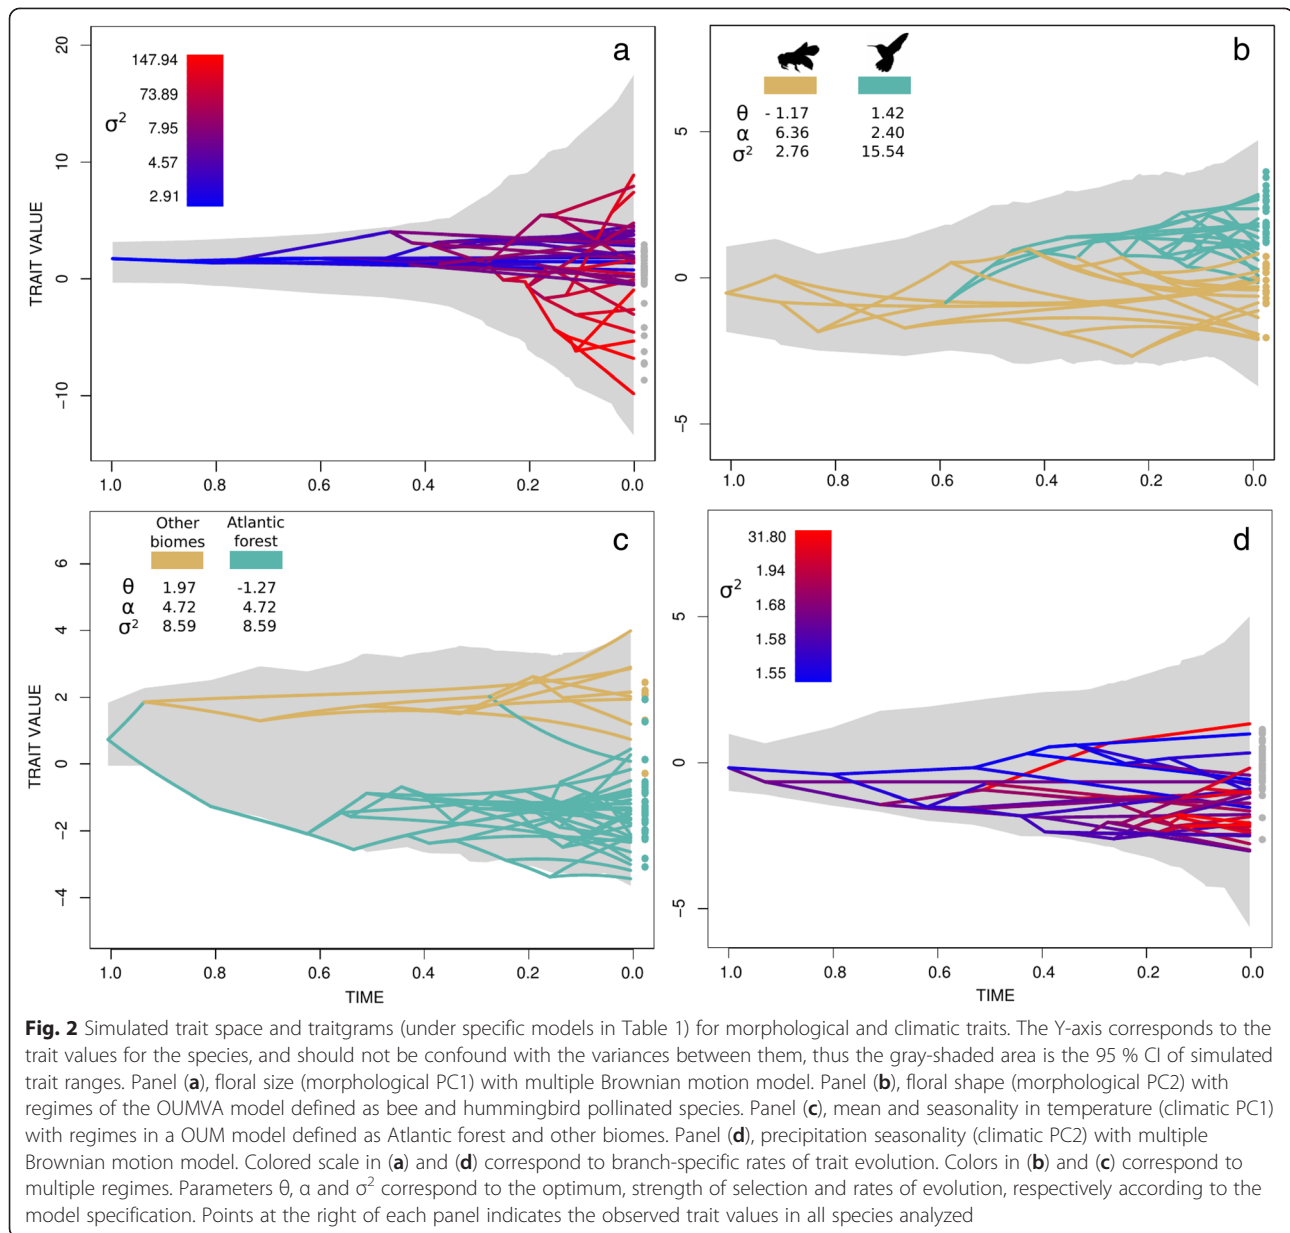 a
20
10
0
−10
TRAIT VALUE
147.94
73.89
7.95
4.57
2.91
σ²
1.0 0.8 0.6 0.4 0.2 0.0
b
5
0
−5
θ - 1.17 1.42
α 6.36 2.40
σ² 2.76 15.54
1.0 0.8 0.6 0.4 0.2 0.0
c
6
4
2
0
−2
−4
TRAIT VALUE
Other Atlantic
biomes forest
θ 1.97 -1.27
α 4.72 4.72
σ² 8.59 8.59
1.0 0.8 0.6 0.4 0.2 0.0
TIME
d
5
0
−5
31.80
1.94
1.68
1.58
1.55
σ²
1.0 0.8 0.6 0.4 0.2 0.0
TIME
Fig. 2 Simulated trait space and traitgrams (under specific models in Table 1) for morphological and climatic traits. The Y-axis corresponds to the
trait values for the species, and should not be confound with the variances between them, thus the gray-shaded area is the 95 % CI of simulated
trait ranges. Panel (a), floral size (morphological PC1) with multiple Brownian motion model. Panel (b), floral shape (morphological PC2) with
regimes of the OUMVA model defined as bee and hummingbird pollinated species. Panel (c), mean and seasonality in temperature (climatic PC1)
with regimes in a OUM model defined as Atlantic forest and other biomes. Panel (d), precipitation seasonality (climatic PC2) with multiple
Brownian motion model. Colored scale in (a) and (d) correspond to branch-specific rates of trait evolution. Colors in (b) and (c) correspond to
multiple regimes. Parameters θ, α and σ² correspond to the optimum, strength of selection and rates of evolution, respectively according to the
model specification. Points at the right of each panel indicates the observed trait values in all species analyzed